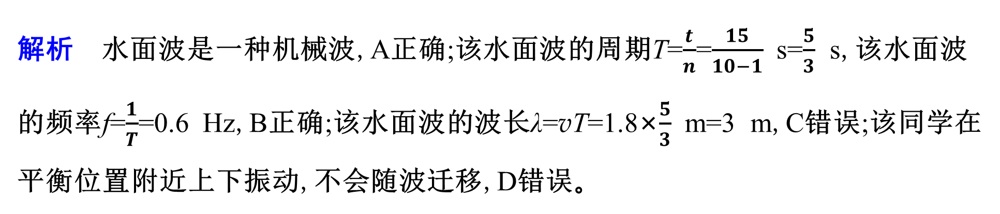 解析 水面波是一种机械波, A正确;该水面波的周期T=t/n=15/(10−1) s=5/3 s, 该水面波
的频率f=1/T=0.6 Hz, B正确;该水面波的波长λ=vT=1.8×5/3 m=3 m, C错误;该同学在
平衡位置附近上下振动, 不会随波迁移, D错误。